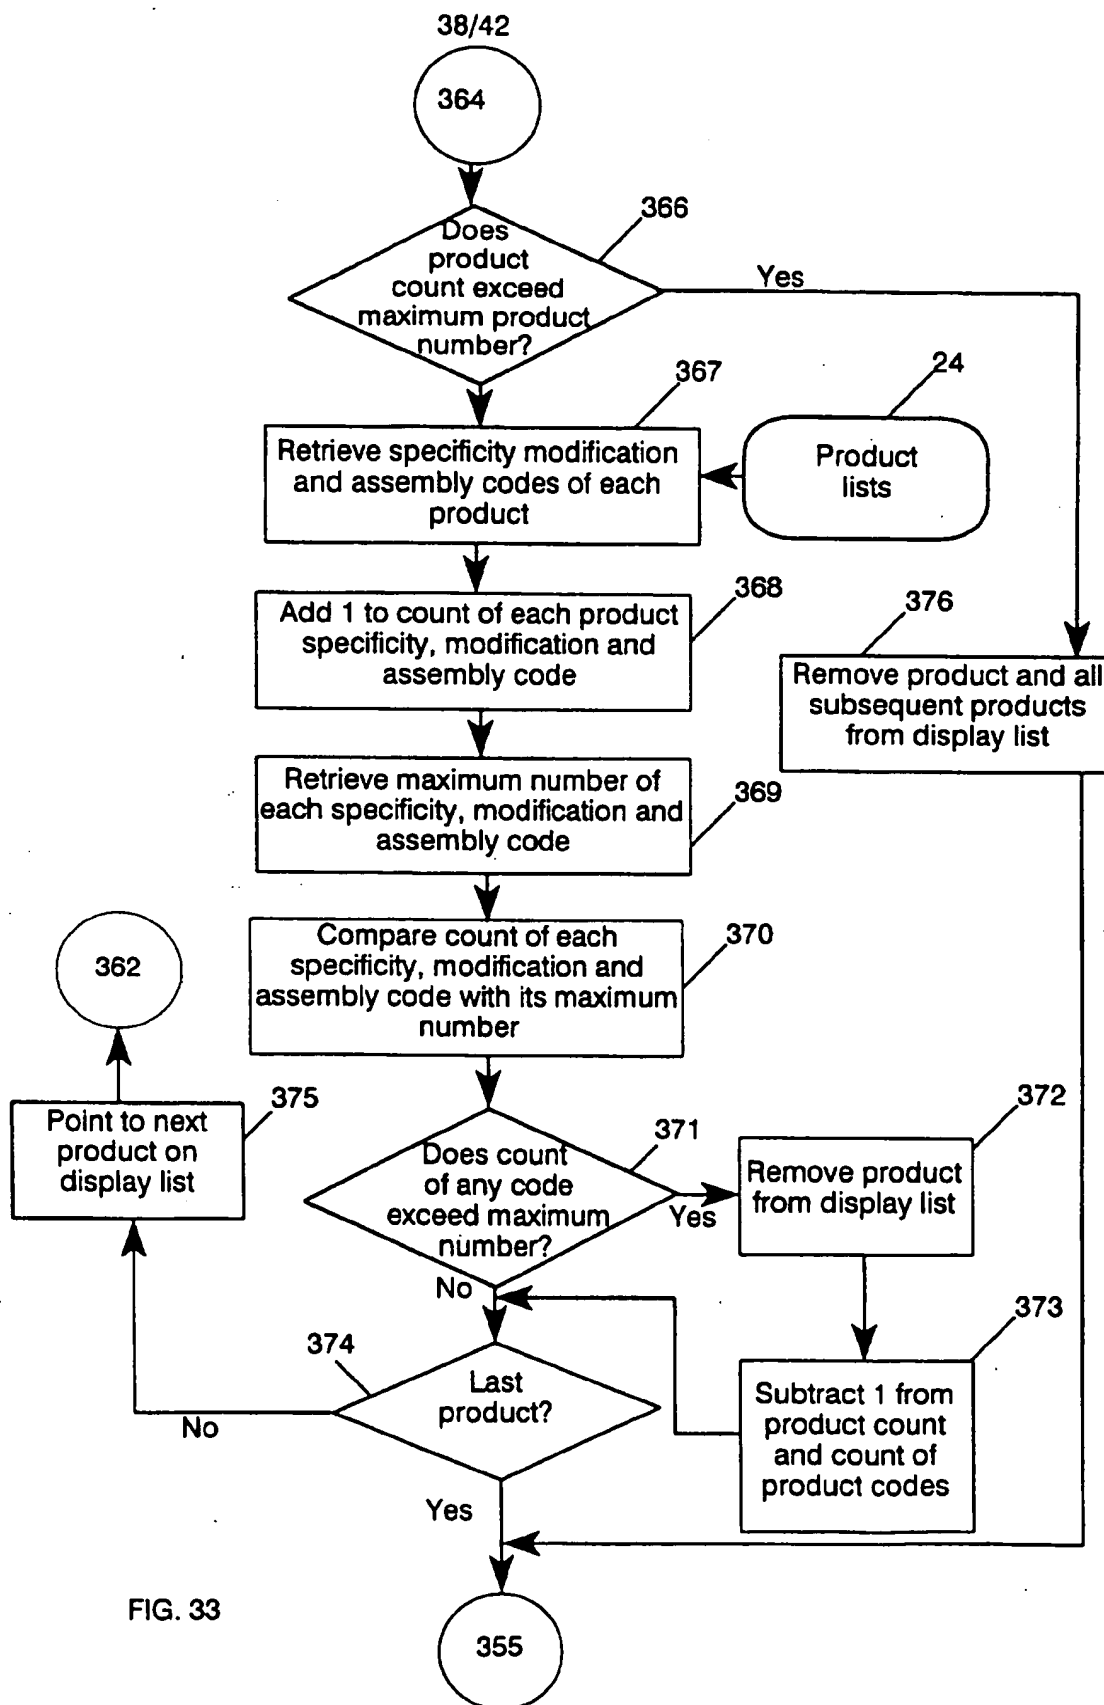 38/42
364
366
Does
product
count exceed
maximum product
number?
Yes
367
24
Retrieve specificity modification
and assembly codes of each
product
Product
lists
368
Add 1 to count of each product
specificity, modification and
assembly code
376
Remove product and all
subsequent products
from display list
369
Retrieve maximum number of
each specificity, modification and
assembly code
370
Compare count of each
specificity, modification and
assembly code with its maximum
number
362
375
Point to next
product on
display list
371
Does count
of any code
exceed maximum
number?
Yes
372
Remove product
from display list
No
373
Subtract 1 from
product count
and count of
product codes
374
Last
product?
No
Yes
FIG. 33
355